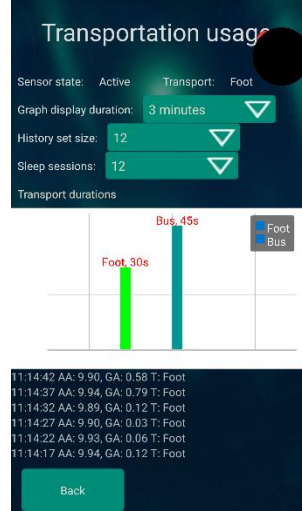 Transportation usage
Sensor state: Active Transport: Foot
Graph display duration: 3 minutes
History set size: 12
Sleep sessions: 12
Transport durations
Bus, 45s
Foot
Bus
Foot, 30s
11:14:42 AA: 9.90, GA: 0.58 T: Foot
11:14:37 AA: 9.94, GA: 0.79 T: Foot
11:14:32 AA: 9.89, GA: 0.12 T: Foot
11:14:27 AA: 9.90, GA: 0.03 T: Foot
11:14:22 AA: 9.93, GA: 0.06 T: Foot
11:14:17 AA: 9.94, GA: 0.12 T: Foot
Back